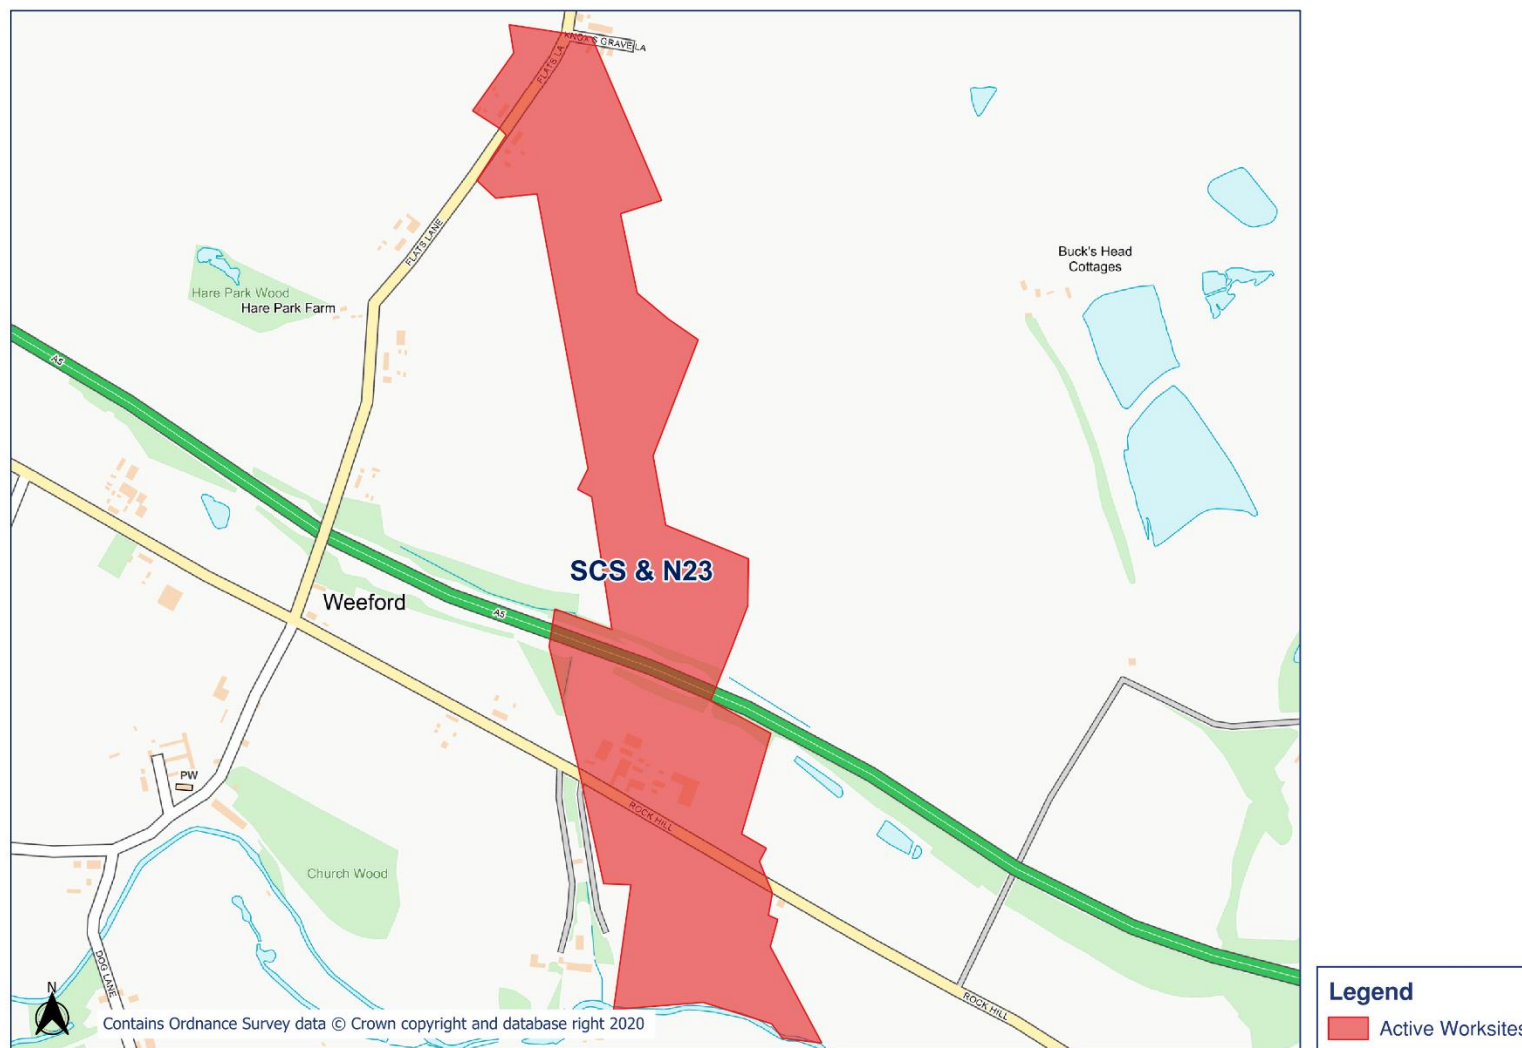 KNOX'S GRAVE LA
FLATS LA
Buck's Head
Cottages
FLATS LANE
Hare Park Wood
Hare Park Farm
A5
SCS & N23
Weeford
A5
PW
ROCK HILL
Church Wood
DOG LANE
N
Contains Ordnance Survey data © Crown copyright and database right 2020
ROCK HILL
Legend
Active Worksites